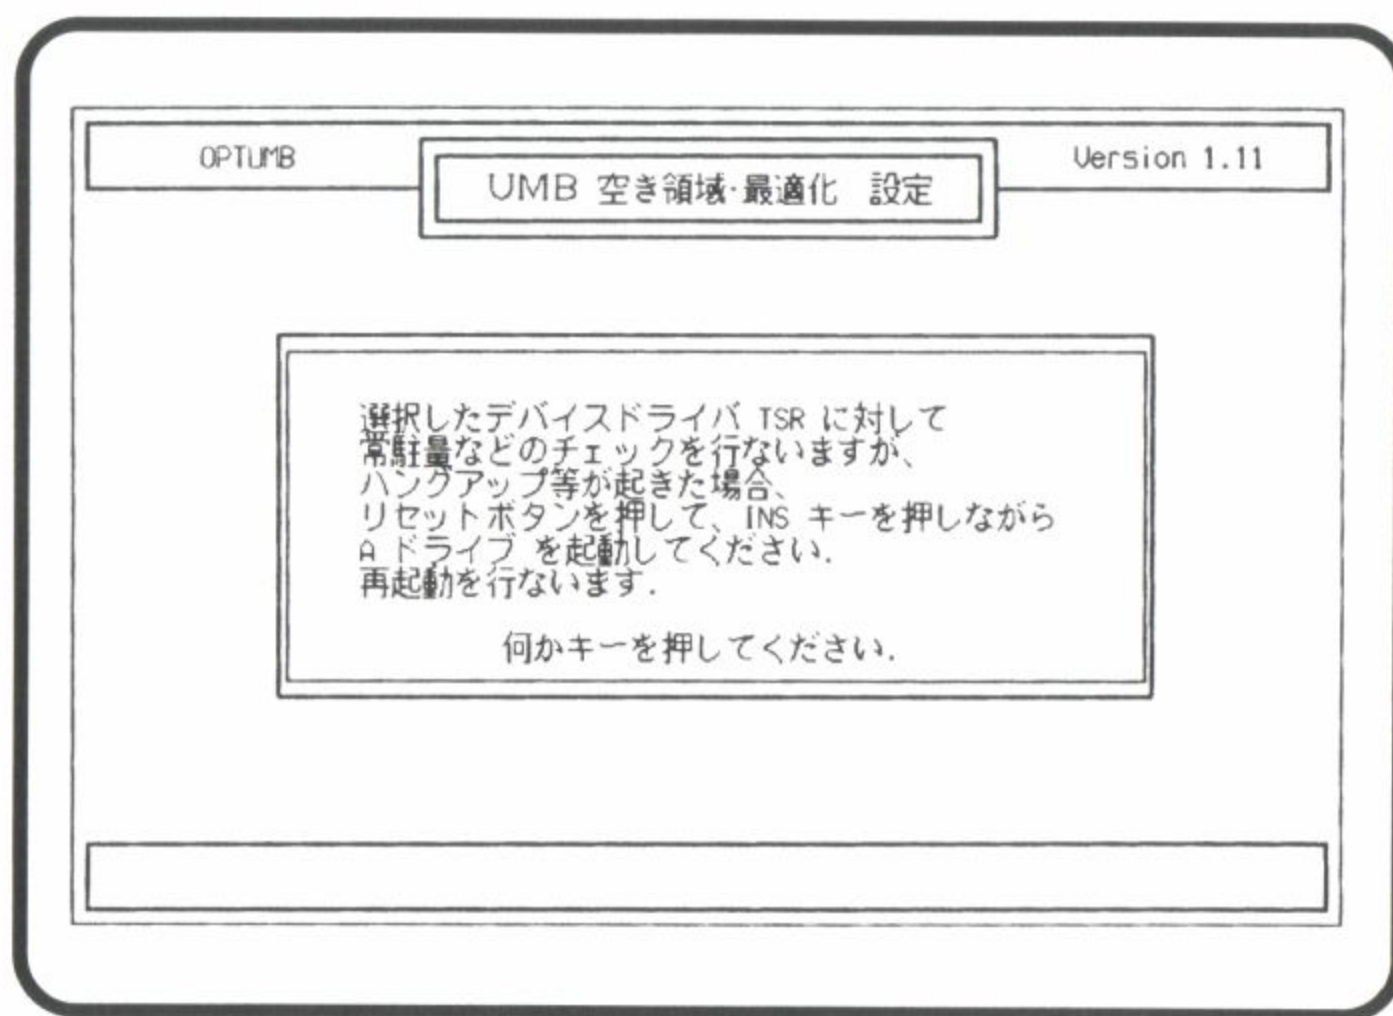 OPTUMB
UMB 空き領域・最適化 設定
Version 1.11
選択したデバイスドライバ TSR に対して
常駐量などのチェックを行ないますが、
ハングアップ等が起きた場合、
リセットボタンを押して、INS キーを押しながら
A ドライブ を起動してください.
再起動を行ないます.
何かキーを押してください.